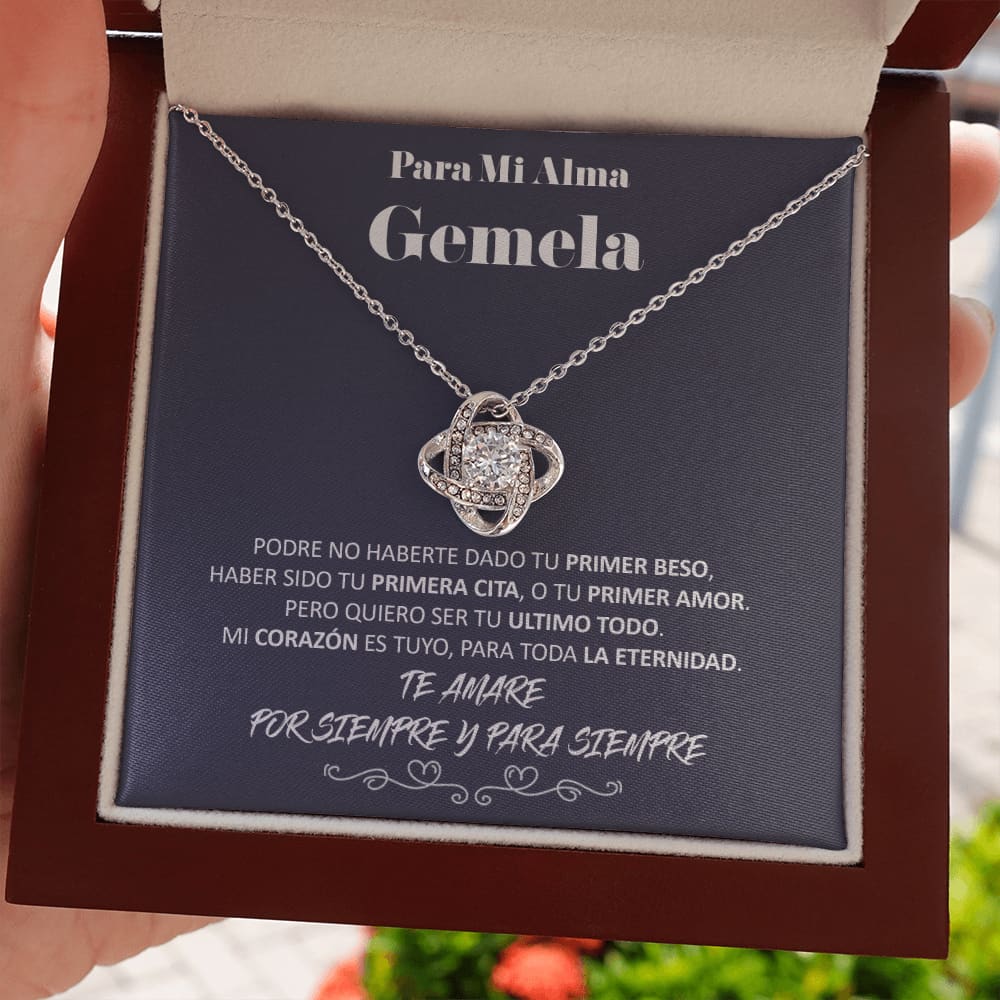 Para Mi Alma
Gemela
PODRE NO HABERTE DADO TU PRIMER BESO,
HABER SIDO TU PRIMERA CITA, O TU PRIMER AMOR.
PERO QUIERO SER TU ULTIMO TODO.
MI CORAZÓN ES TUYO, PARA TODA LA ETERNIDAD.
TE AMARE
POR SIEMPRE Y PARA SIEMPRE